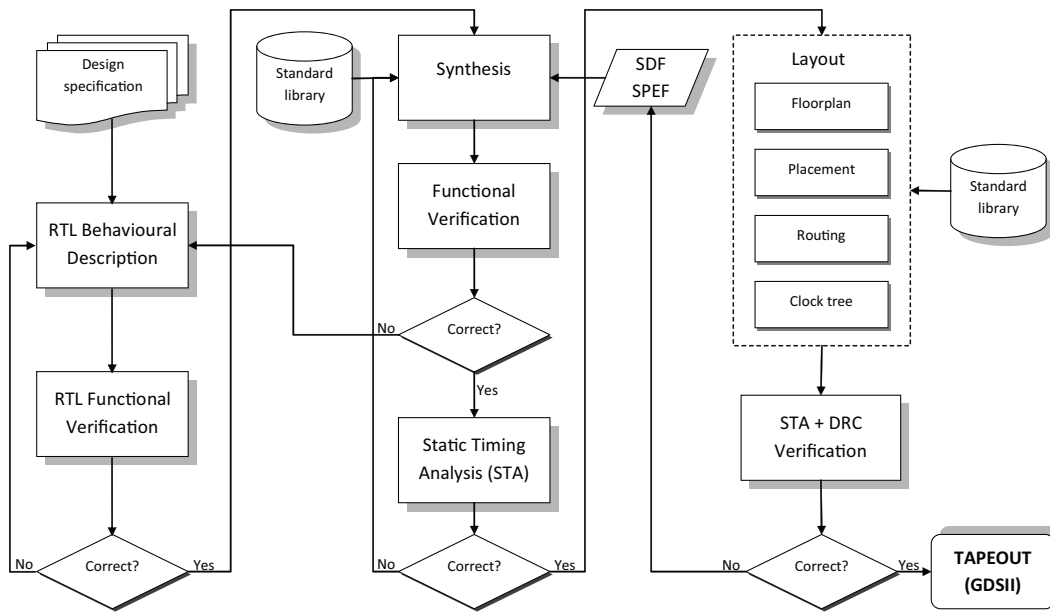 Design
specification
RTL Behavioural
Description
RTL Functional
Verification
No
Correct?
Yes
Standard
library
Synthesis
Functional
Verification
No
Correct?
Yes
Static Timing
Analysis (STA)
No
Correct?
Yes
SDF
SPEF
Layout
Floorplan
Placement
Routing
Clock tree
Standard
library
STA + DRC
Verification
No
Correct?
Yes
TAPEOUT
(GDSII)